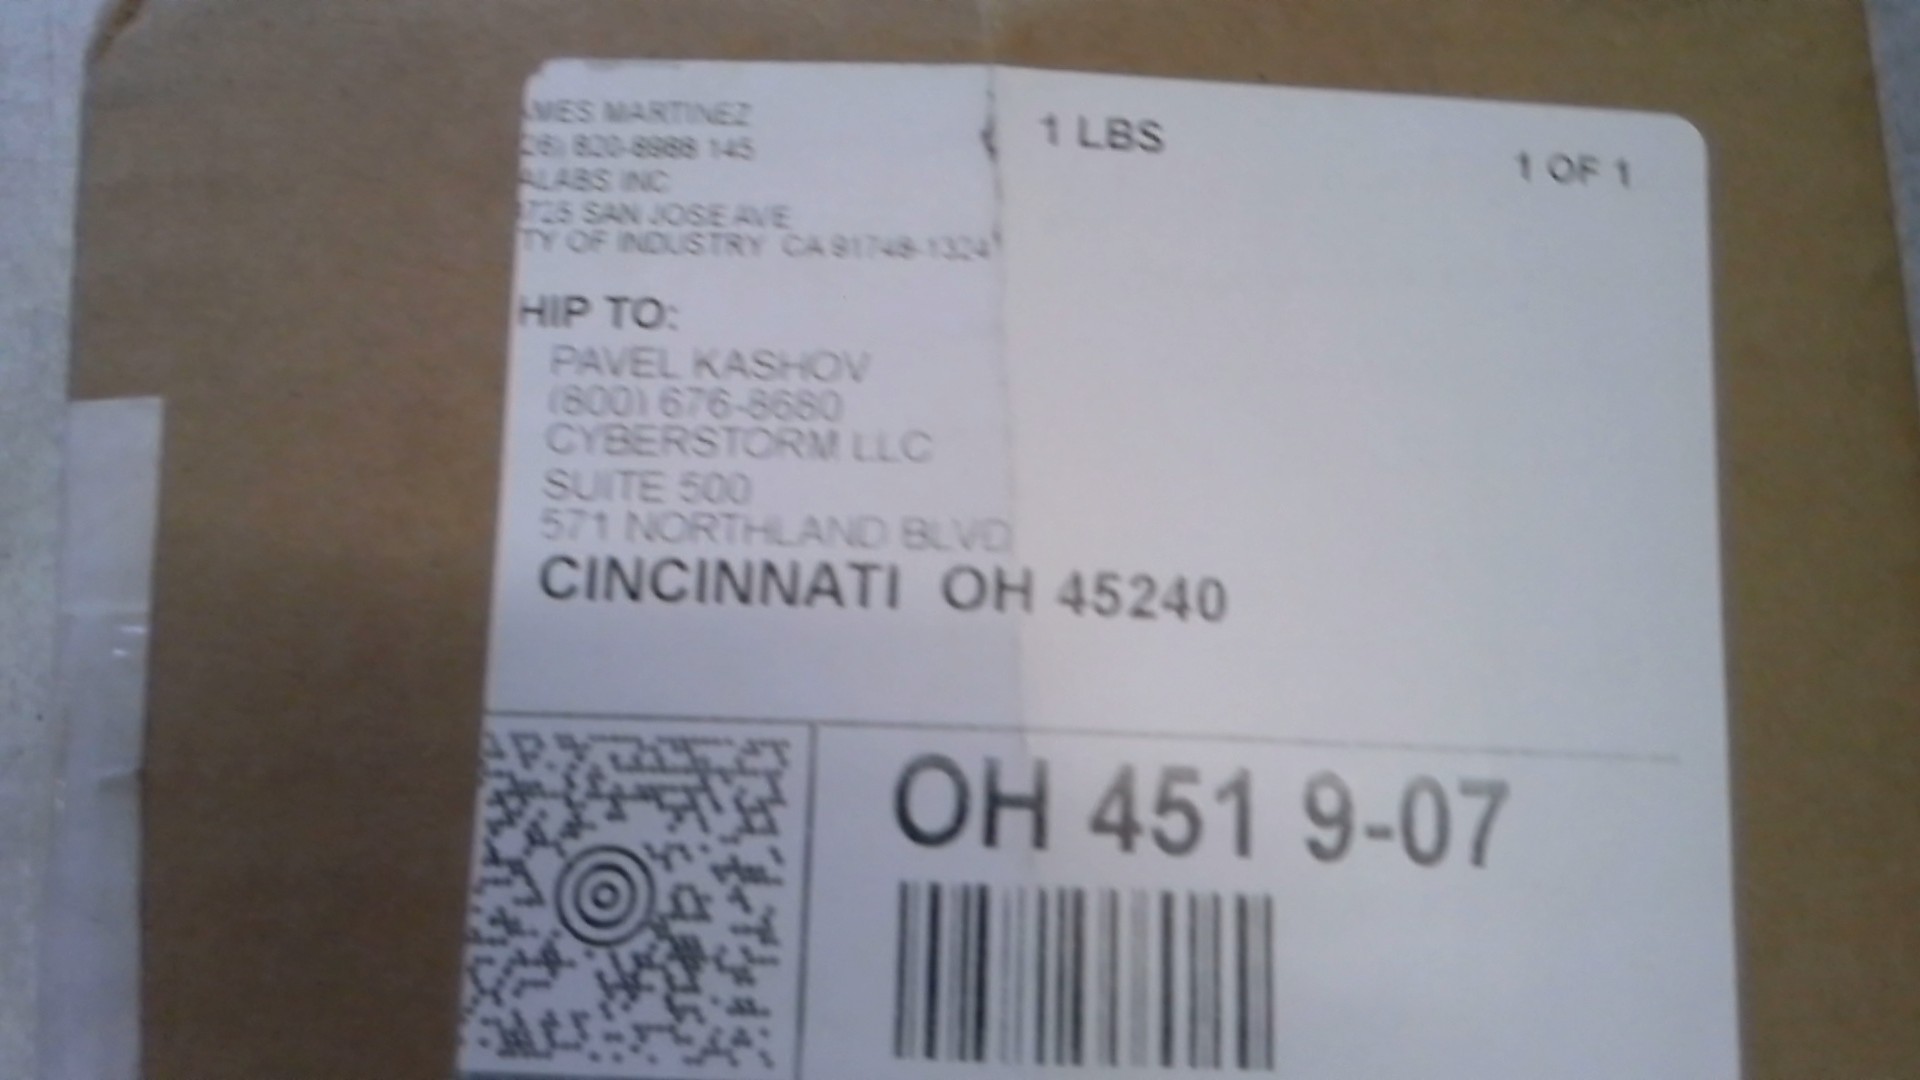 MES MARTINEZ
26) 820-8988 145
ALABS INC
725 SAN JOSE AVE
TY OF INDUSTRY CA 91748-1324
1 LBS
1 OF 1
HIP TO:
PAVEL KASHOV
(800) 676-8680
CYBERSTORM LLC
SUITE 500
571 NORTHLAND BLVD
CINCINNATI OH 45240
OH 451 9-07